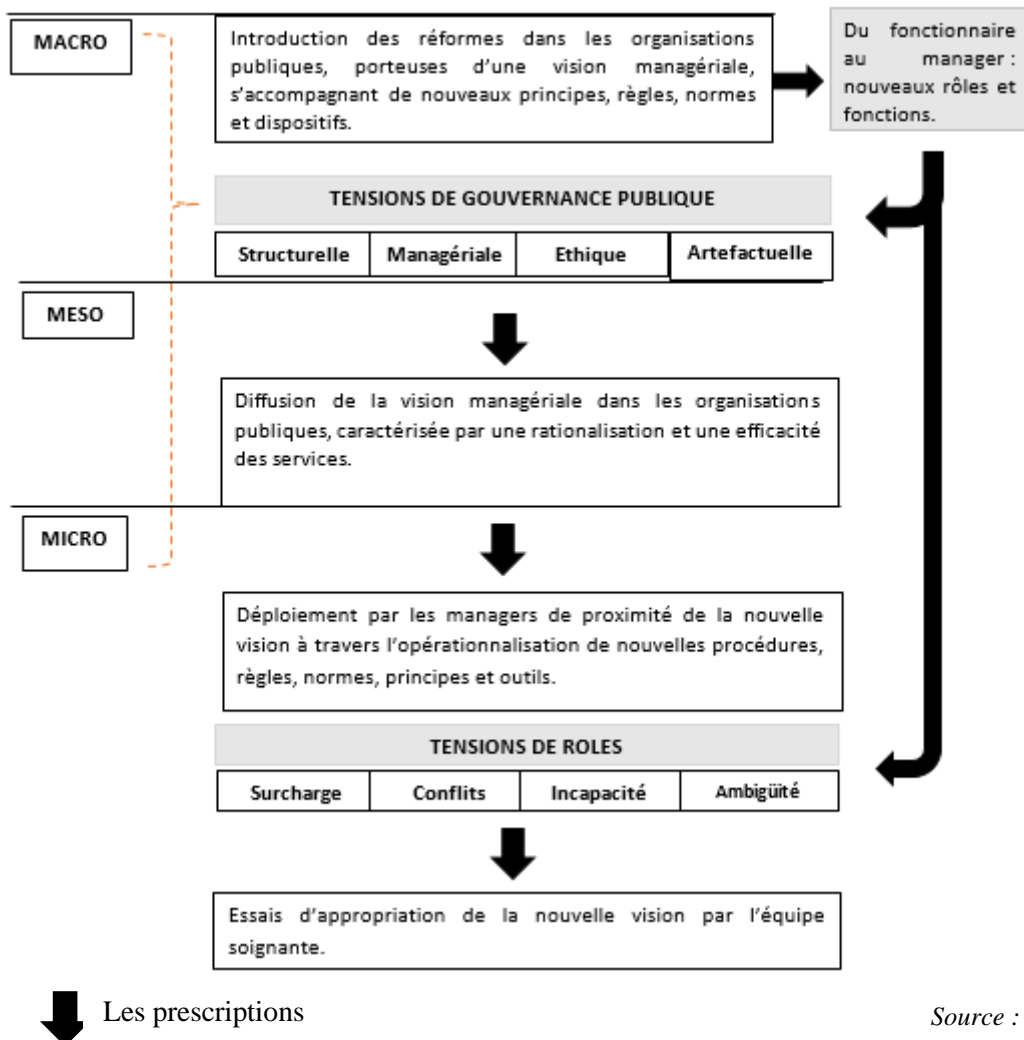 MACRO
Introduction des réformes dans les organisations
publiques, porteuses d'une vision managériale,
s'accompagnant de nouveaux principes, règles, normes
et dispositifs.
Du fonctionnaire
au manager :
nouveaux rôles et
fonctions.
TENSIONS DE GOUVERNANCE PUBLIQUE
Structurelle Managériale Ethique Artefactuelle
MESO
Diffusion de la vision managériale dans les organisations
publiques, caractérisée par une rationalisation et une efficacité
des services.
MICRO
Déploiement par les managers de proximité de la nouvelle
vision à travers l'opérationnalisation de nouvelles procédures,
règles, normes, principes et outils.
TENSIONS DE ROLES
Surcharge Conflits Incapacité Ambigüité
Essais d'appropriation de la nouvelle vision par l'équipe
soignante.
Les prescriptions
Source :